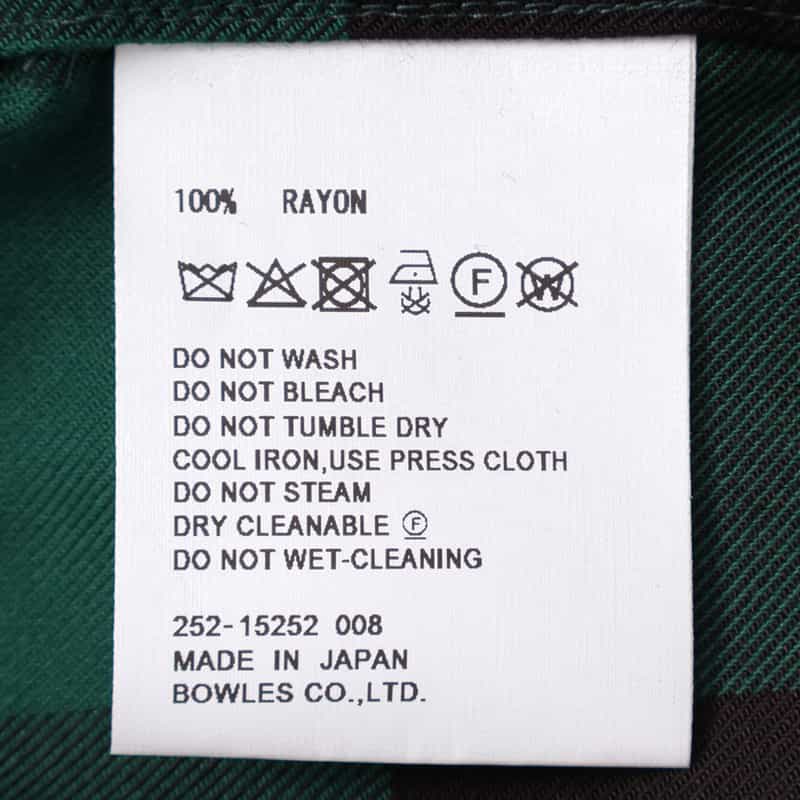 100% RAYON
F W
DO NOT WASH
DO NOT BLEACH
DO NOT TUMBLE DRY
COOL IRON,USE PRESS CLOTH
DO NOT STEAM
DRY CLEANABLE Ⓕ
DO NOT WET-CLEANING
252-15252 008
MADE IN JAPAN
BOWLES CO.,LTD.